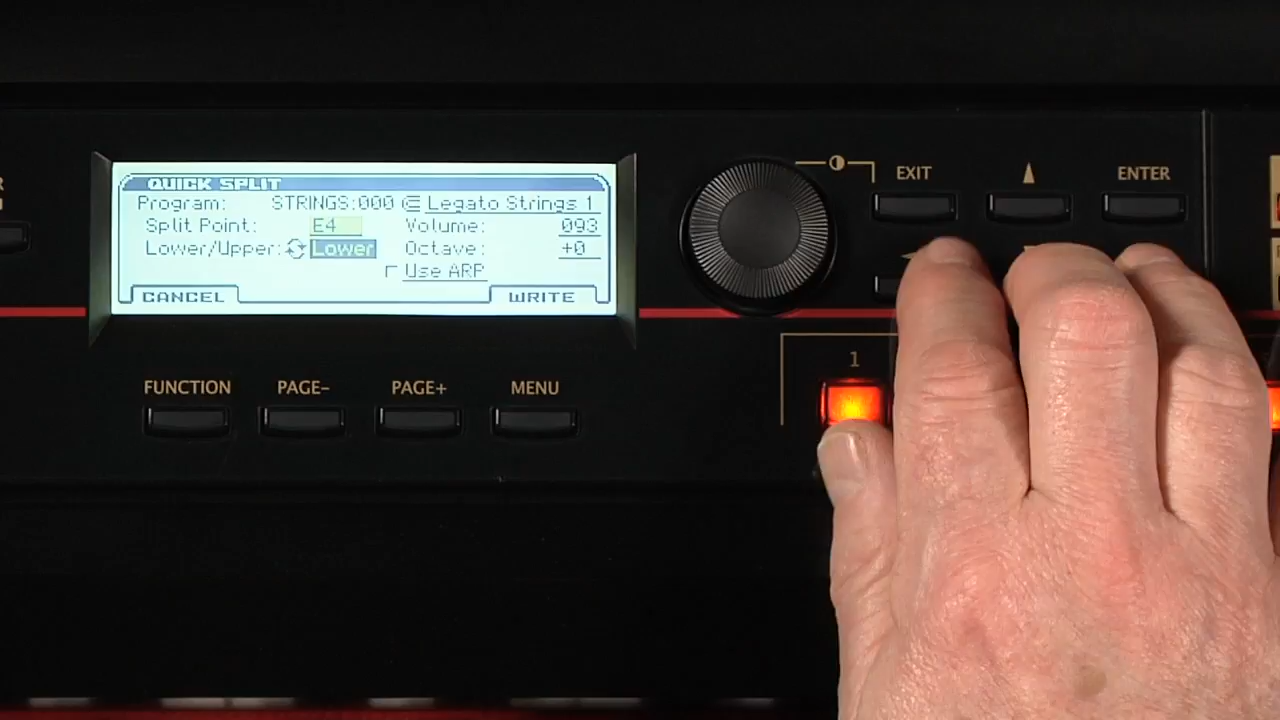 QUICK SPLIT
Program: STRINGS:000 Legato Strings 1
Split Point: E4 Volume: 093
Lower/Upper: Lower Octave: +0
Use ARP
CANCEL WRITE
EXIT
ENTER
FUNCTION PAGE- PAGE+ MENU
1